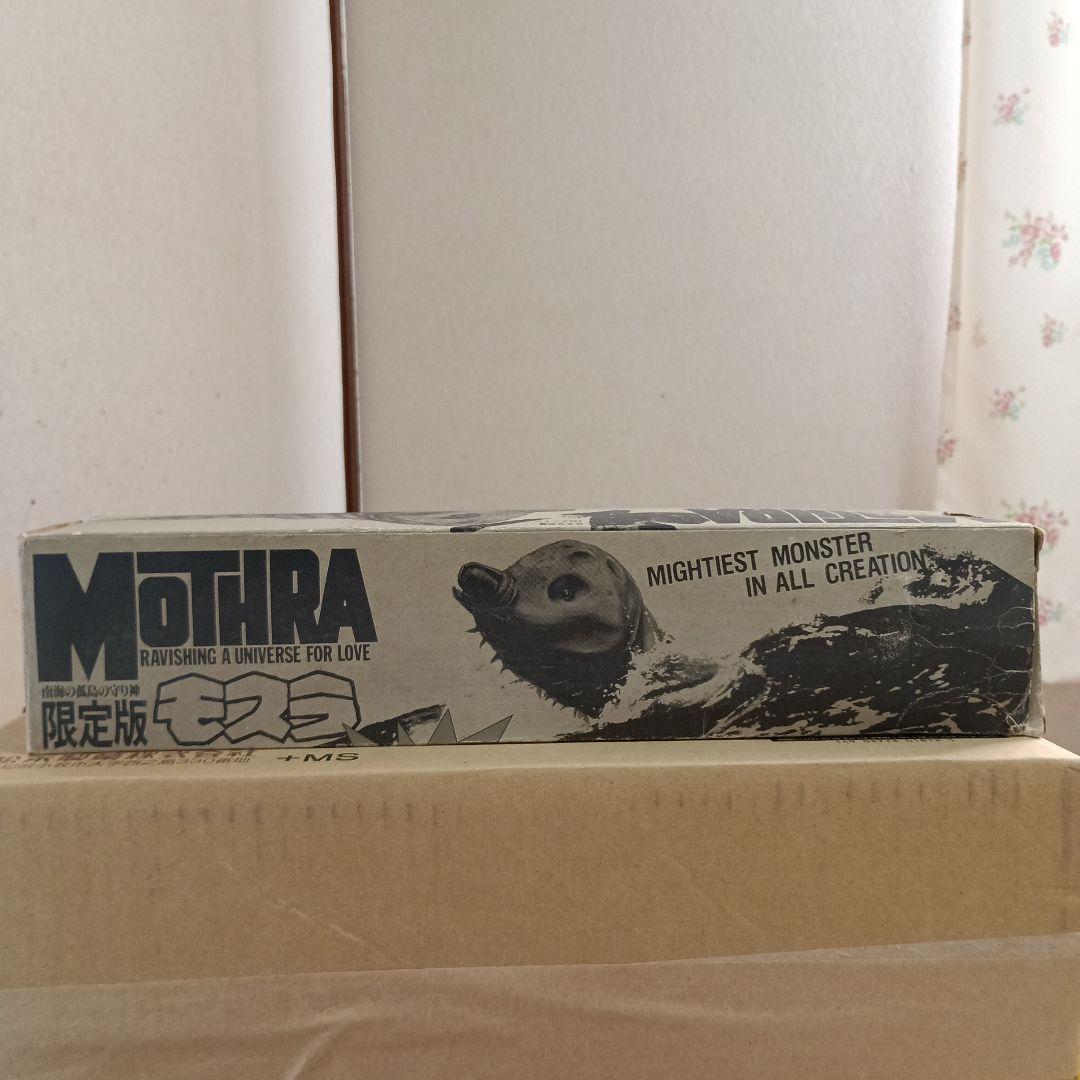 MOTHRA
RAVISHING A UNIVERSE FOR LOVE
南海の孤島の守り神
限定版 モスラ
MIGHTIEST MONSTER
IN ALL CREATION
+MS